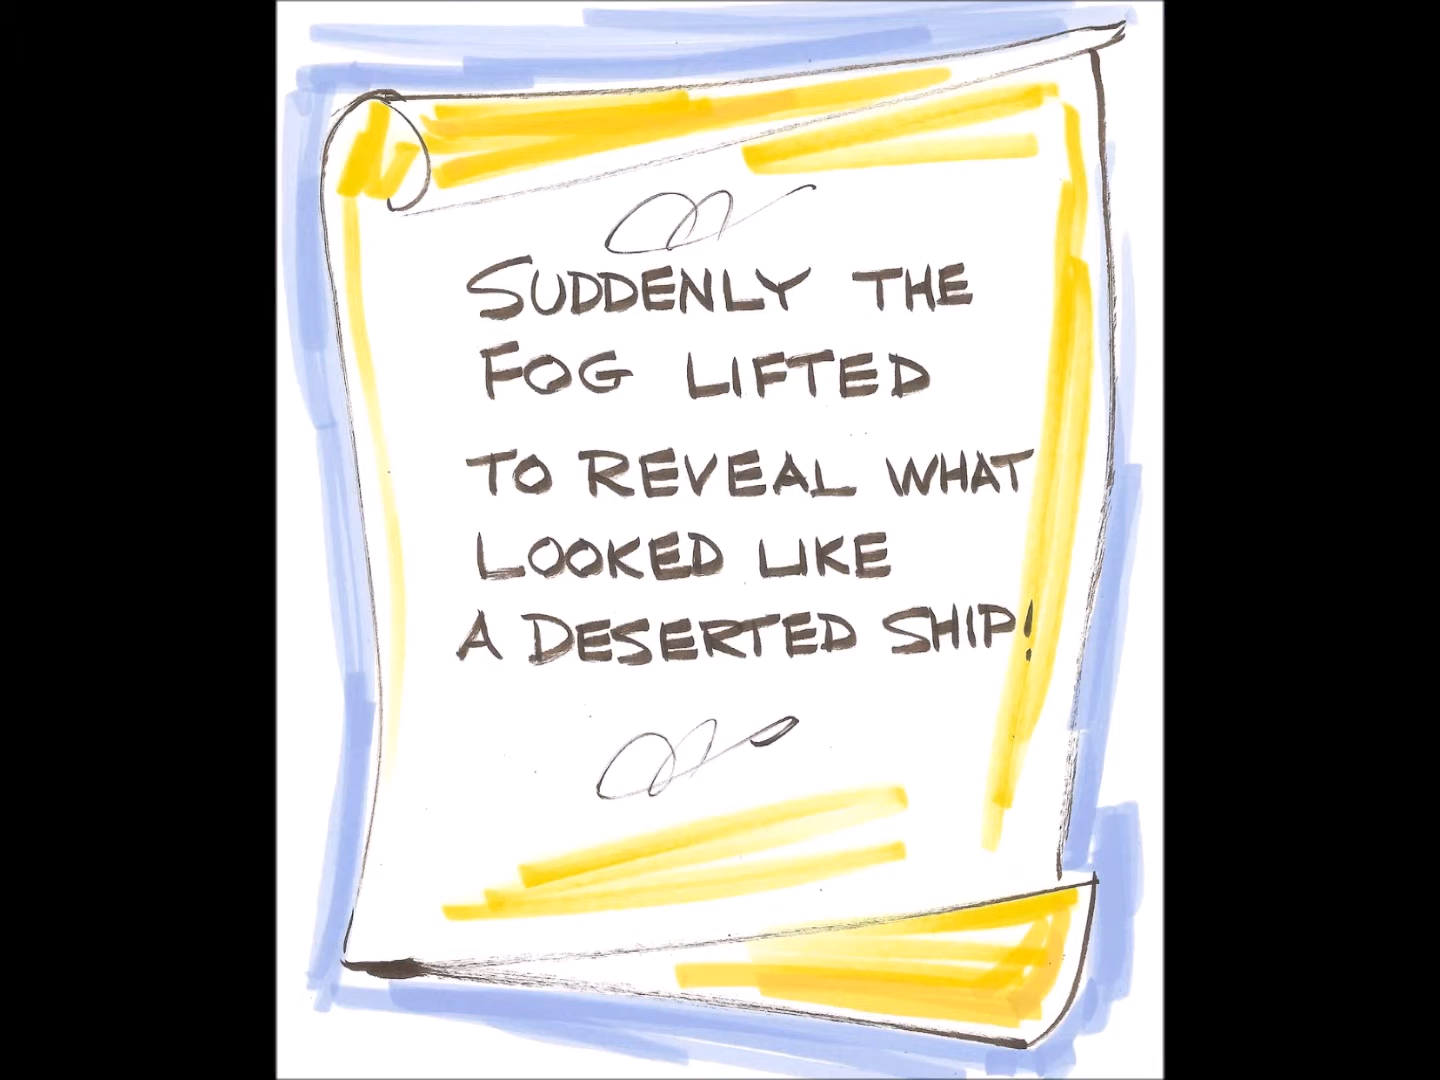 SUDDENLY THE
FOG LIFTED
TO REVEAL WHAT
LOOKED LIKE
A DESERTED SHIP!